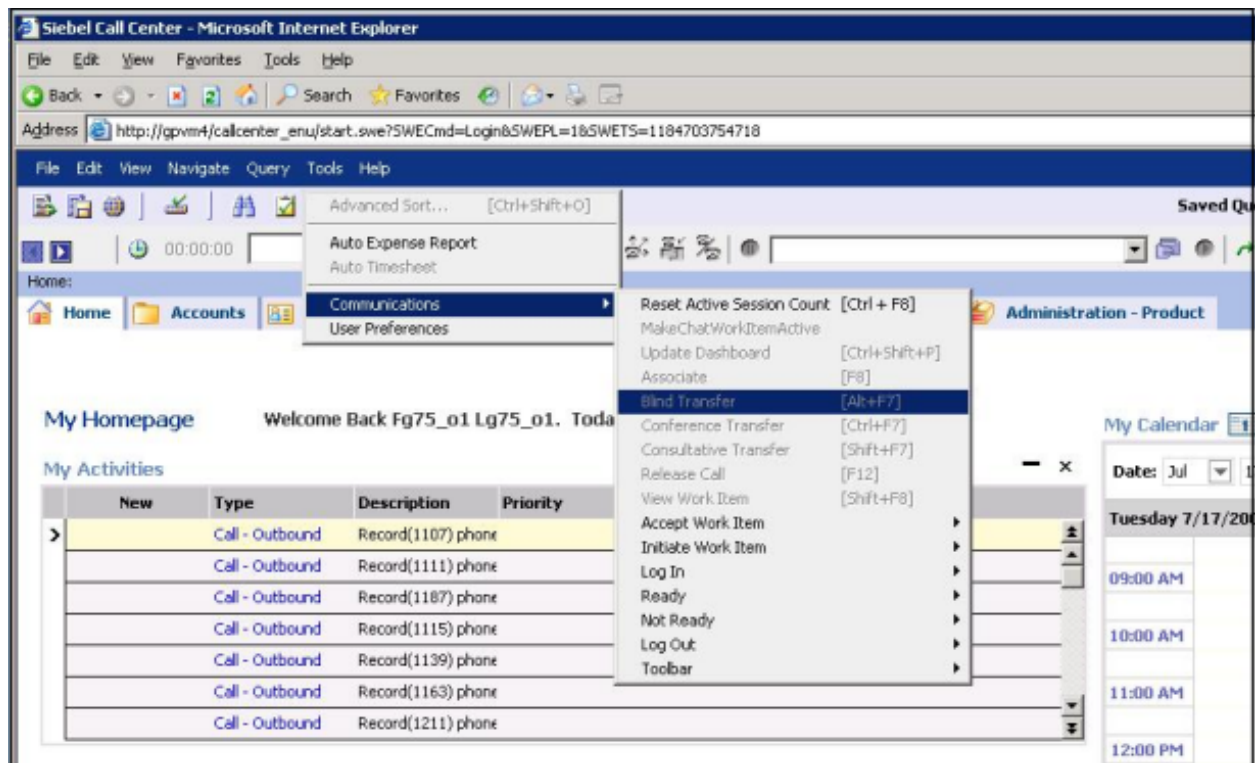 Siebel Call Center - Microsoft Internet Explorer
File Edit View Favorites Tools Help
Back Search Favorites
Address http://gpvm4/callcenter_enu/start.swe?SWECmd=Login&SWEPL=1&SWETS=1184703754718
File Edit View Navigate Query Tools Help
Advanced Sort... [Ctrl+Shift+O]
Saved Qu
00:00:00
Auto Expense Report
Auto Timesheet
Home:
Home Accounts
Communications
User Preferences
Administration - Product
Reset Active Session Count [Ctrl + F8]
MakeChatWorkItemActive
Update Dashboard [Ctrl+Shift+P]
Associate [F8]
Blind Transfer [Alt+F7]
Conference Transfer [Ctrl+F7]
Consultative Transfer [Shift+F7]
Release Call [F12]
View Work Item [Shift+F8]
Accept Work Item
Initiate Work Item
Log In
Ready
Not Ready
Log Out
Toolbar
My Homepage Welcome Back Fg75_o1 Lg75_o1. Toda
My Activities
New Type Description Priority
Call - Outbound Record(1107) phone
Call - Outbound Record(1111) phone
Call - Outbound Record(1187) phone
Call - Outbound Record(1115) phone
Call - Outbound Record(1139) phone
Call - Outbound Record(1163) phone
Call - Outbound Record(1211) phone
My Calendar
Date: Jul 1
Tuesday 7/17/200
09:00 AM
10:00 AM
11:00 AM
12:00 PM